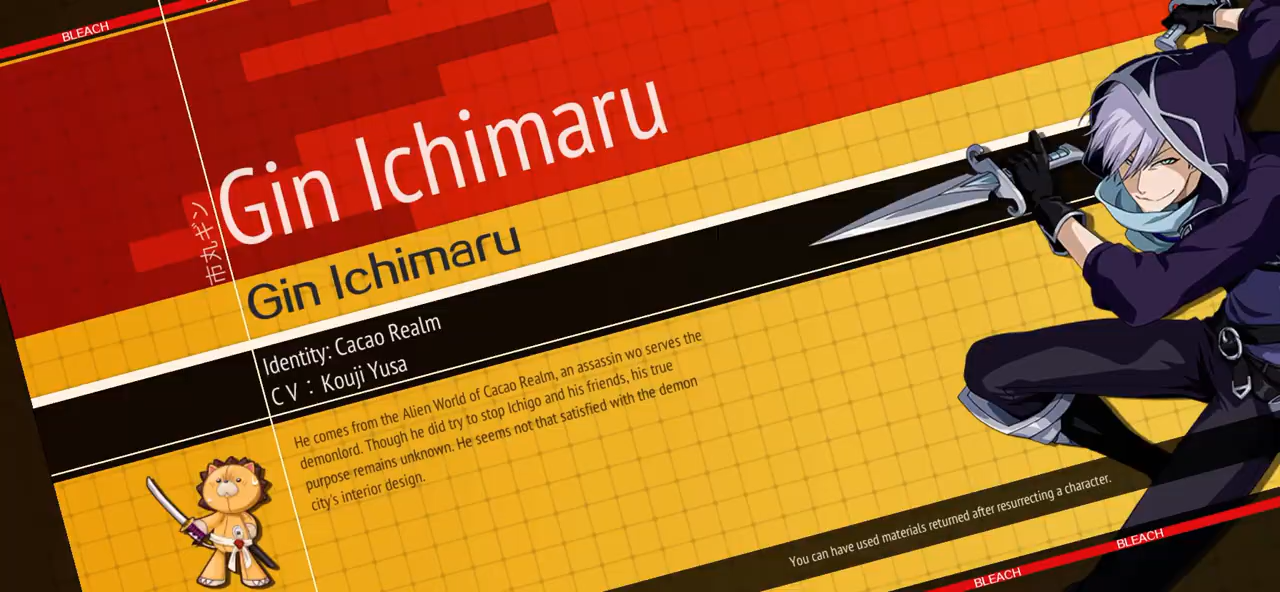 BLEACH
市丸ギン
Gin Ichimaru
Gin Ichimaru
Identity: Cacao Realm
CV：Kouji Yusa
He comes from the Alien World of Cacao Realm, an assassin wo serves the
demonlord. Though he did try to stop Ichigo and his friends, his true
purpose remains unknown. He seems not that satisfied with the demon
city's interior design.
You can have used materials returned after resurrecting a character.
BLEACH
BLEACH